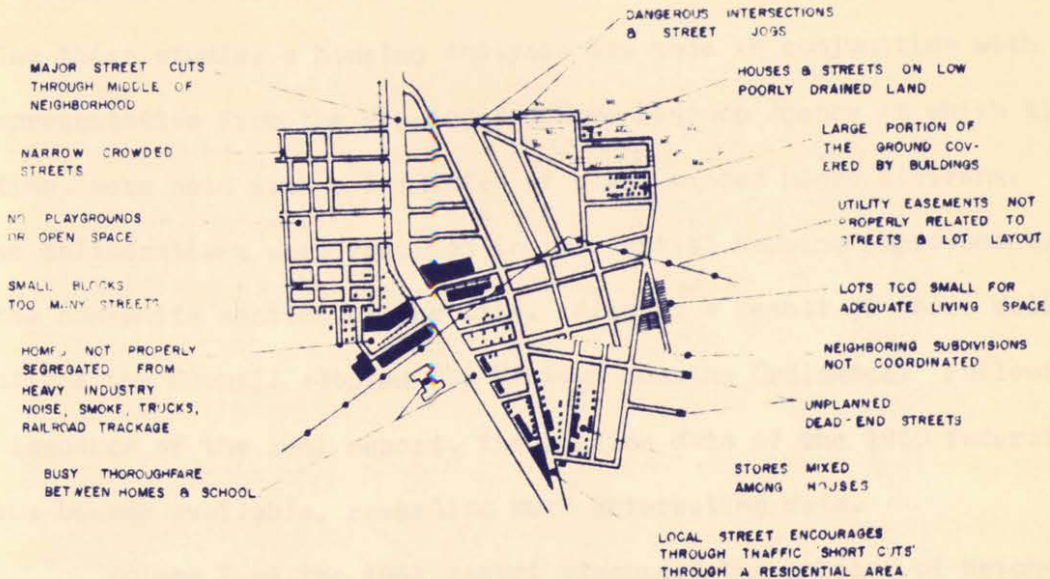 DANGEROUS INTERSECTIONS
& STREET JOGS
MAJOR STREET CUTS
THROUGH MIDDLE OF
NEIGHBORHOOD
HOUSES & STREETS ON LOW
POORLY DRAINED LAND
NARROW CROWDED
STREETS
LARGE PORTION OF
THE GROUND COV-
ERED BY BUILDINGS
NO PLAYGROUNDS
OR OPEN SPACE
UTILITY EASEMENTS NOT
PROPERLY RELATED TO
STREETS & LOT LAYOUT
SMALL BLOCKS
TOO MANY STREETS
LOTS TOO SMALL FOR
ADEQUATE LIVING SPACE
HOMES NOT PROPERLY
SEGREGATED FROM
HEAVY INDUSTRY
NOISE, SMOKE, TRUCKS,
RAILROAD TRACKAGE
NEIGHBORING SUBDIVISIONS
NOT COORDINATED
UNPLANNED
DEAD-END STREETS
BUSY THOROUGHFARE
BETWEEN HOMES & SCHOOL
STORES MIXED
AMONG HOUSES
LOCAL STREET ENCOURAGES
THROUGH TRAFFIC 'SHORT CUTS'
THROUGH A RESIDENTIAL AREA